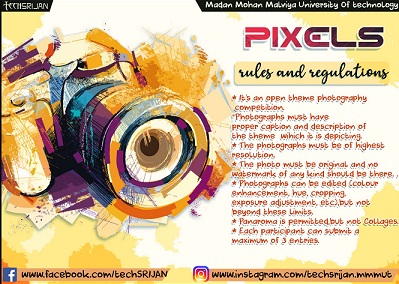 techSRIJAN
Madan Mohan Malviya University Of technology
PIXELS
rules and regulations
* It's an open theme photography
competition.
*Photographs must have
proper caption and description of
the theme which it is depicting.
* The photographs must be of highest
resolution.
* The photo must be original and no
watermark of any kind should be there. ,
* Photographs can be edited (colour
enhancement, hue, cropping,
exposure adjustment, etc),but not
beyond these limits.
* Panaroma is permitted,but not Collages.
* Each participant can submit a
maximum of 3 entries.
www.facebook.com/techSRIJAN
www.instagram.com/techsrijan.mmmut